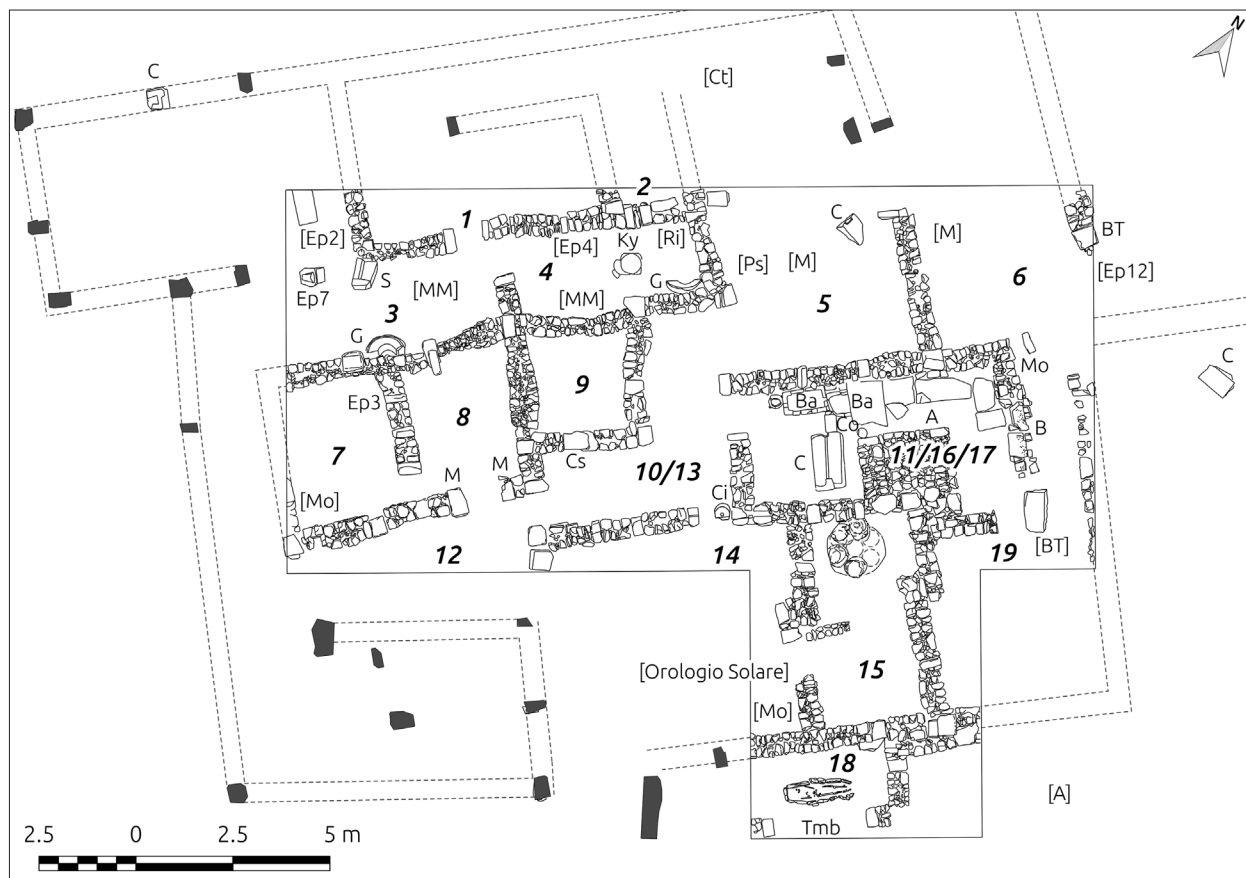 N
C
[Ct]
2
1
C
[M]
BT
[Ep2]
[Ep4]
Ky
[Ri]
4
[Ps]
[M]
6
[Ep12]
Ep7
S
[MM]
G
3
[MM]
5
G
Mo
C
Ep3
8
9
Ba
Ba
A
Co
B
7
M
M
Cs
10/13
C
11/16/17
[Mo]
Ci
12
14
19
[BT]
[Orologio Solare]
15
[Mo]
18
[A]
Tmb
2.5 0 2.5 5 m